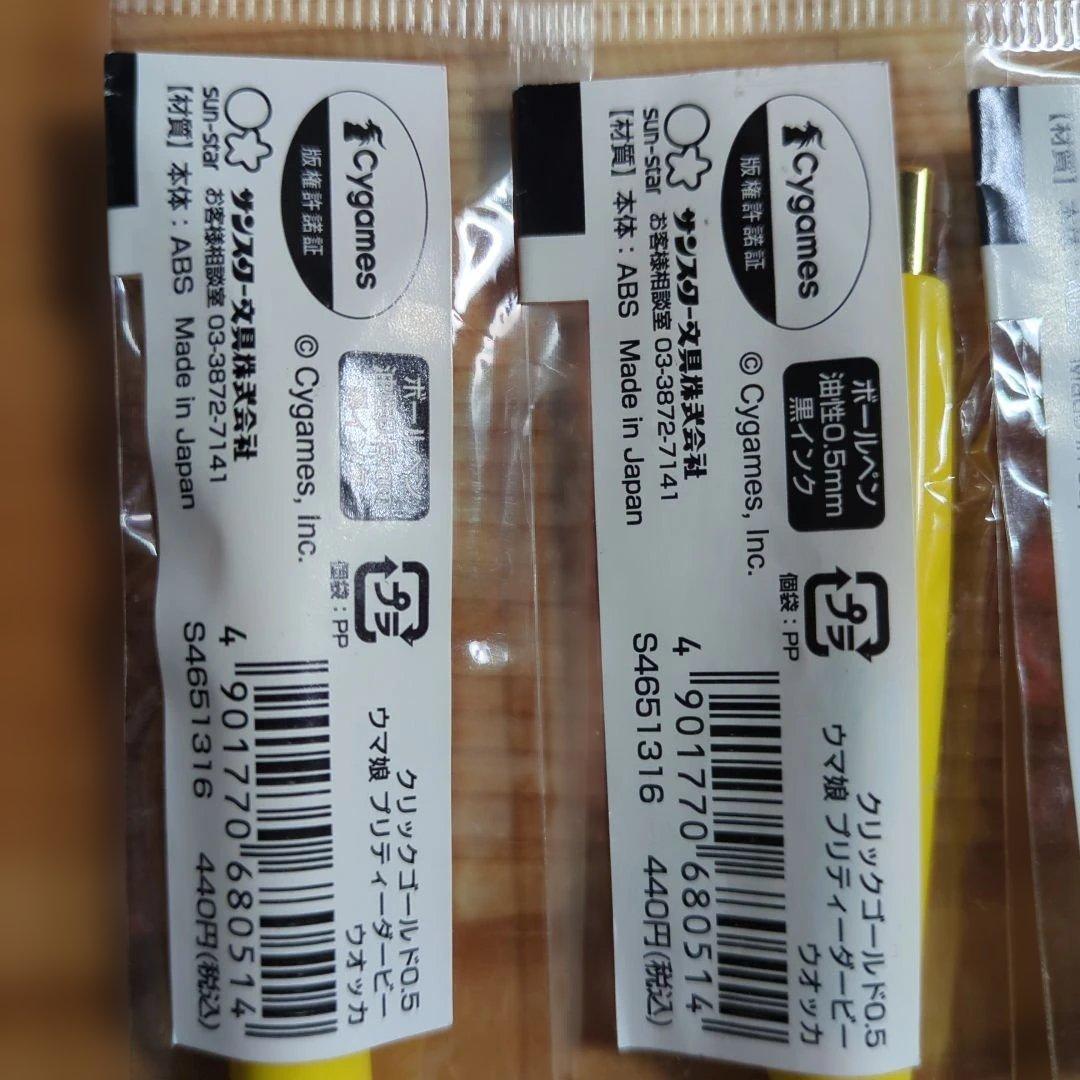 Cygames
版権許諾証
© Cygames, Inc.
sun-star
サンスター文具株式会社
お客様相談室 03-3872-7141
【材質】本体:ABS Made in Japan
ボールペン
プラ
個袋:PP
クリックゴールド0.5
ウマ娘 プリティーダービー
ウオッカ
4 901770 680514
S4651316 440円(税込)
Cygames
版権許諾証
© Cygames, Inc.
sun-star
サンスター文具株式会社
お客様相談室 03-3872-7141
【材質】本体:ABS Made in Japan
ボールペン
油性0.5mm
黒インク
プラ
個袋:PP
クリックゴールド0.5
ウマ娘 プリティーダービー
ウオッカ
4 901770 680514
S4651316 440円(税込)
【材質】